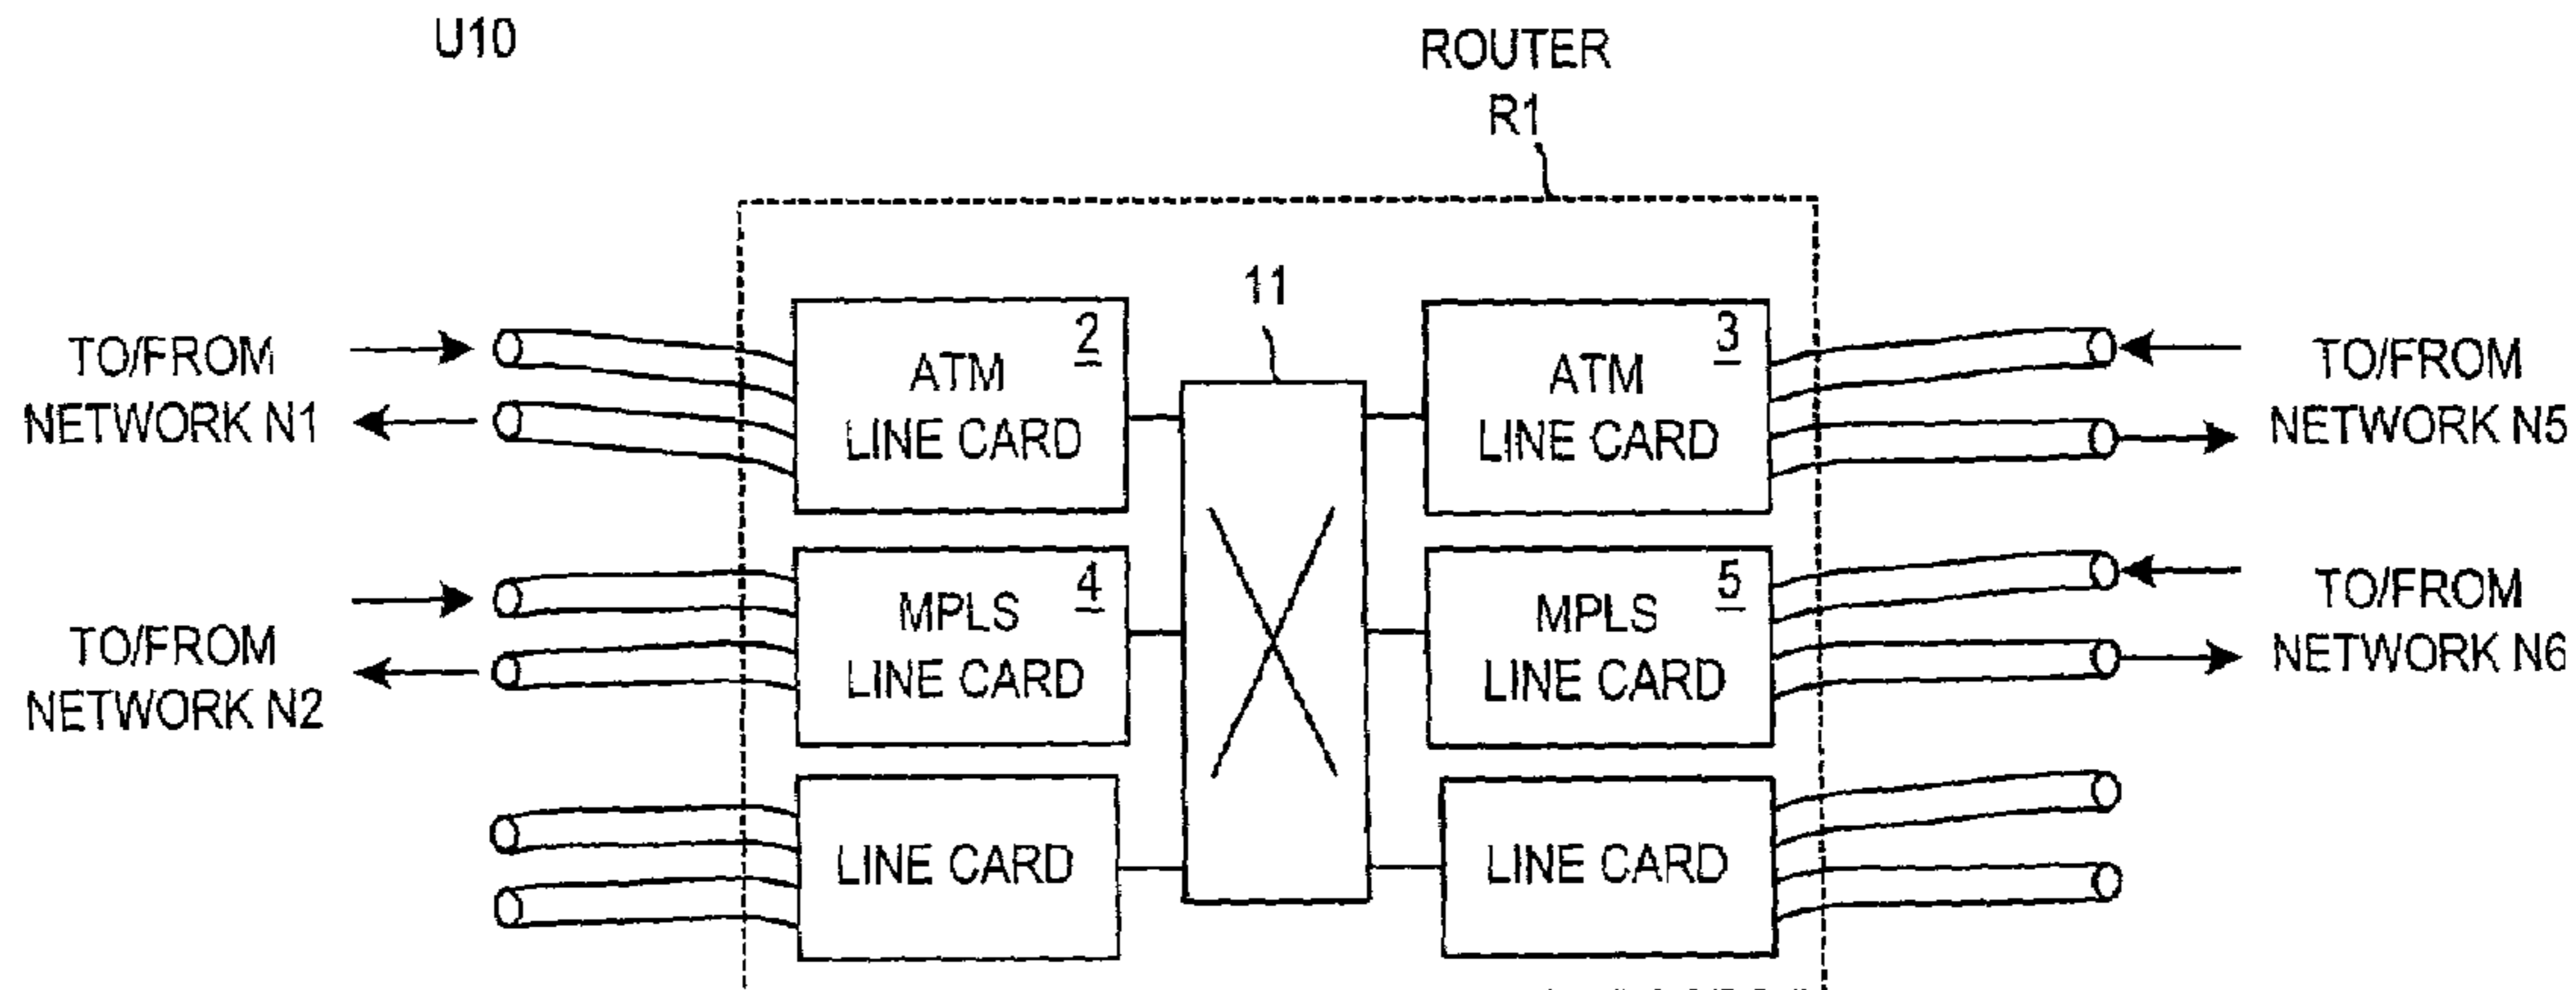 U10
ROUTER
R1
11
TO/FROM
NETWORK N1
2
ATM
LINE CARD
3
ATM
LINE CARD
TO/FROM
NETWORK N5
TO/FROM
NETWORK N2
4
MPLS
LINE CARD
5
MPLS
LINE CARD
TO/FROM
NETWORK N6
LINE CARD
LINE CARD